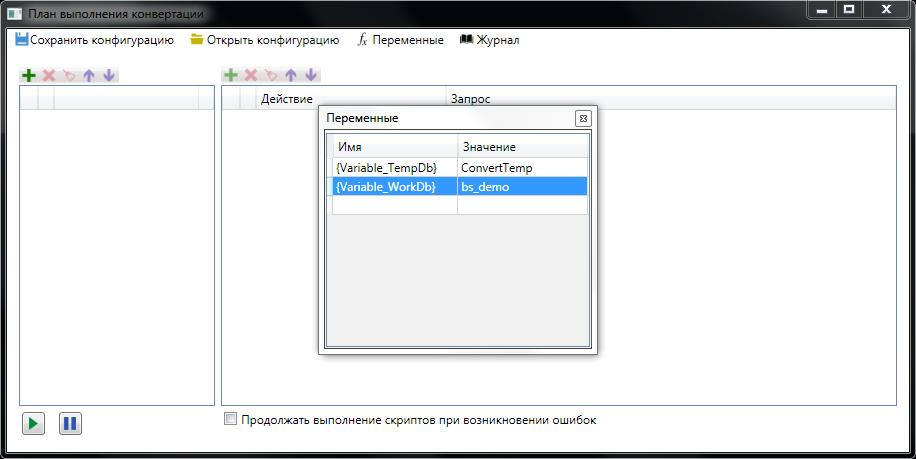 План выполнения конвертации
Сохранить конфигурацию Открыть конфигурацию fx Переменные Журнал
Действие Запрос
Переменные
Имя Значение
{Variable_TempDb} ConvertTemp
{Variable_WorkDb} bs_demo
Продолжать выполнение скриптов при возникновении ошибок